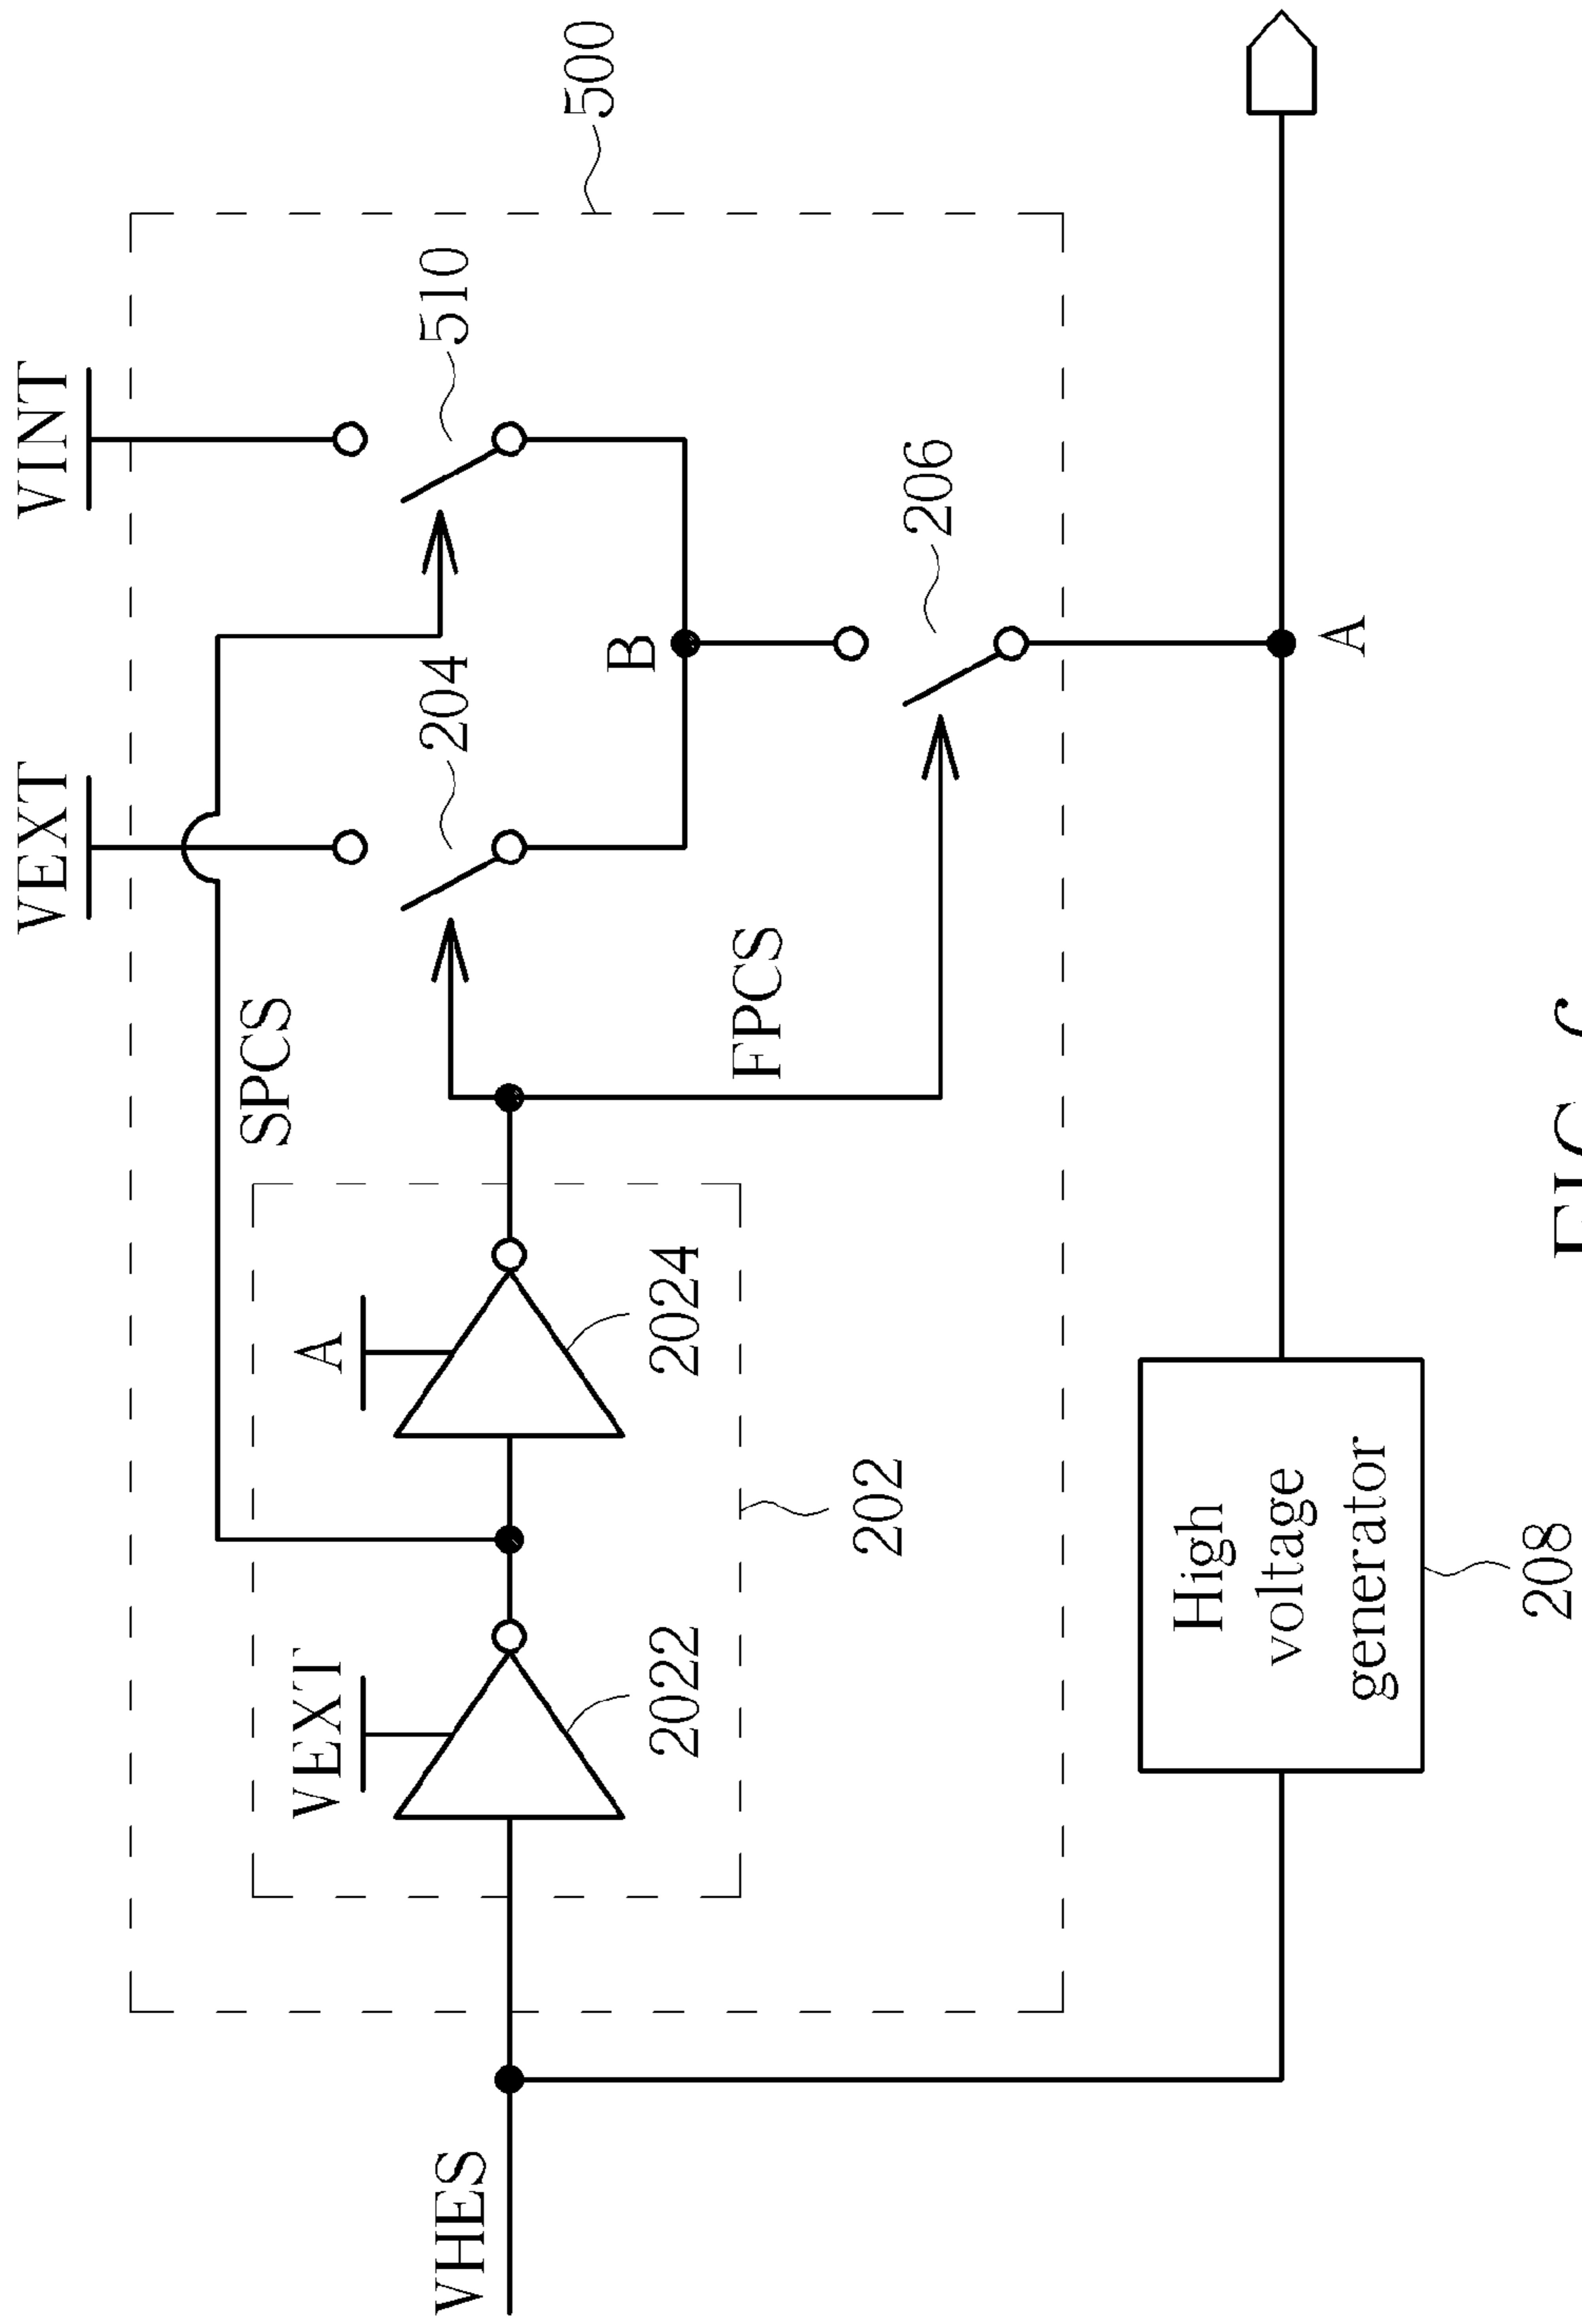 VEXT
VINT
500
SPCS
204
510
VEXT
A
B
VHES
2022
2024
FPCS
206
202
High
voltage
generator
A
208